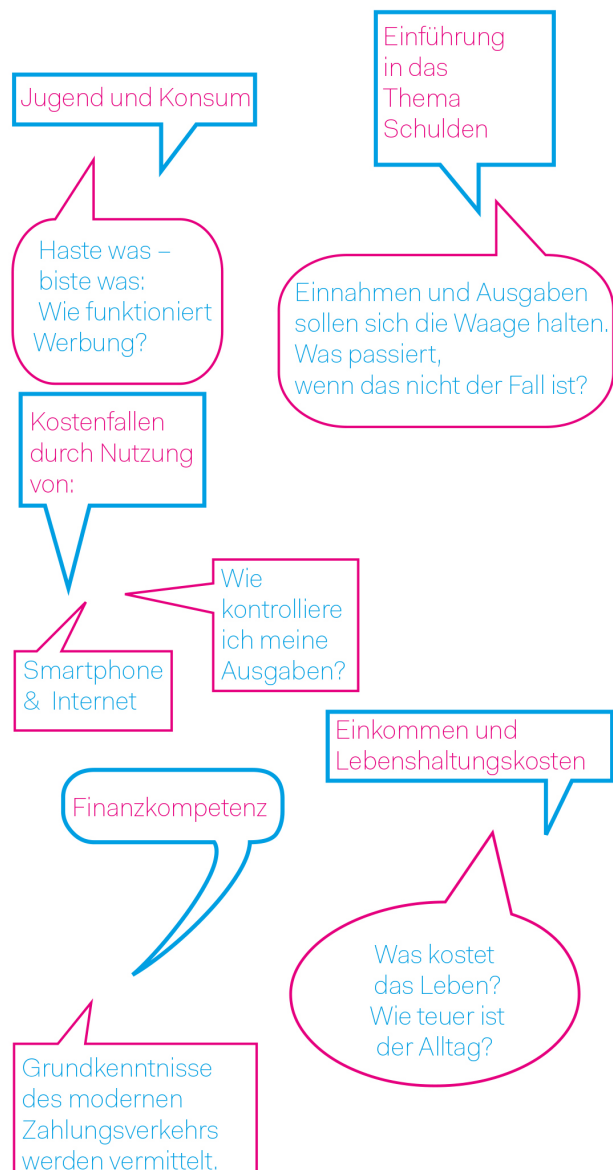 Jugend und Konsum
Haste was –
biste was:
Wie funktioniert
Werbung?
Einführung
in das
Thema
Schulden
Einnahmen und Ausgaben
sollen sich die Waage halten.
Was passiert,
wenn das nicht der Fall ist?
Kostenfallen
durch Nutzung
von:
Smartphone
& Internet
Wie
kontrolliere
ich meine
Ausgaben?
Einkommen und
Lebenshaltungskosten
Was kostet
das Leben?
Wie teuer ist
der Alltag?
Finanzkompetenz
Grundkenntnisse
des modernen
Zahlungsverkehrs
werden vermittelt.